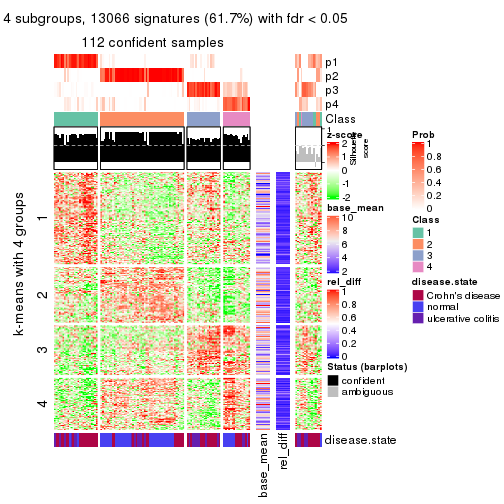 4 subgroups, 13066 signatures (61.7%) with fdr < 0.05
112 confident samples
p1
p2
p3
p4
Class
1
Silhouette
score
k-means with 4 groups
1
2
3
4
base_mean
rel_diff
disease.state
z-score
2
1
0
-1
-2
base_mean
10
8
6
4
2
rel_diff
1
0.8
0.6
0.4
0.2
0
Status (barplots)
confident
ambiguous
Prob
1
0.8
0.6
0.4
0.2
0
Class
1
2
3
4
disease.state
Crohn's disease
normal
ulcerative colitis